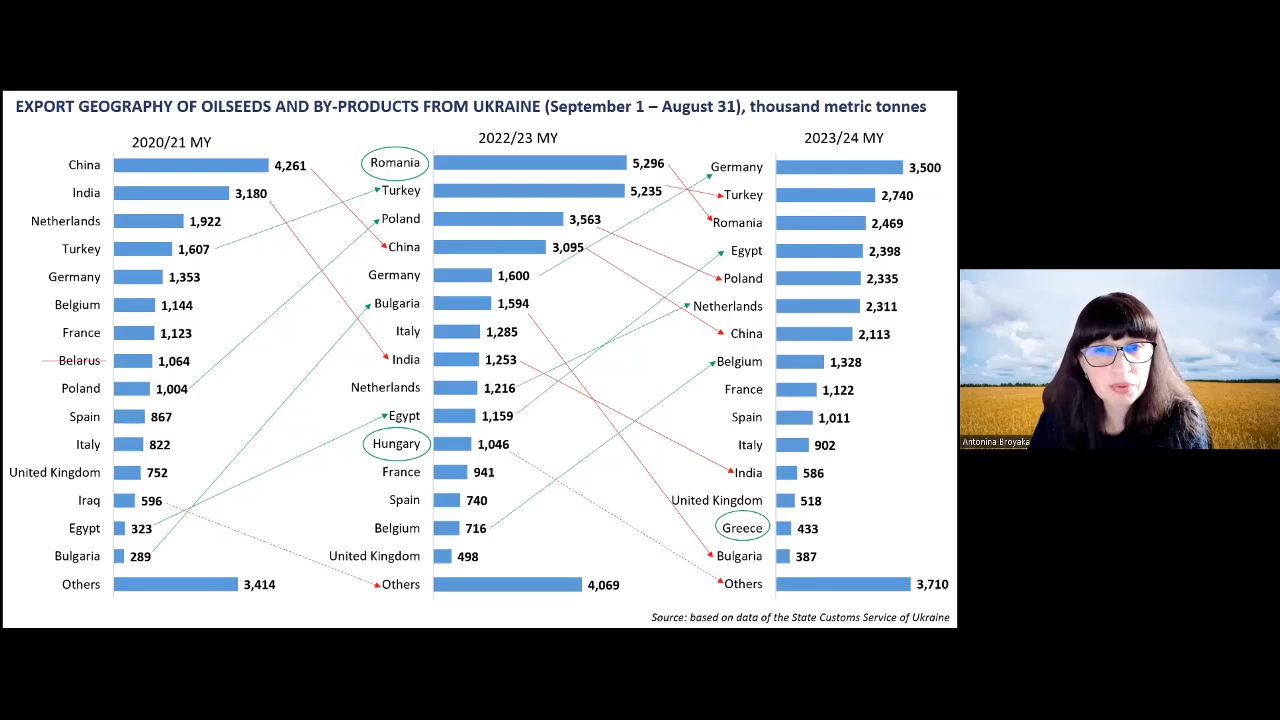 EXPORT GEOGRAPHY OF OILSEEDS AND BY-PRODUCTS FROM UKRAINE (September 1 – August 31), thousand metric tonnes
2020/21 MY
China 4,261
India 3,180
Netherlands 1,922
Turkey 1,607
Germany 1,353
Belgium 1,144
France 1,123
Belarus 1,064
Poland 1,004
Spain 867
Italy 822
United Kingdom 752
Iraq 596
Egypt 323
Bulgaria 289
Others 3,414
2022/23 MY
Romania 5,296
Turkey 5,235
Poland 3,563
China 3,095
Germany 1,600
Bulgaria 1,594
Italy 1,285
India 1,253
Netherlands 1,216
Egypt 1,159
Hungary 1,046
France 941
Spain 740
Belgium 716
United Kingdom 498
Others 4,069
2023/24 MY
Germany 3,500
Turkey 2,740
Romania 2,469
Egypt 2,398
Poland 2,335
Netherlands 2,311
China 2,113
Belgium 1,328
France 1,122
Spain 1,011
Italy 902
India 586
United Kingdom 518
Greece 433
Bulgaria 387
Others 3,710
Source: based on data of the State Customs Service of Ukraine
Antonina Broyaka